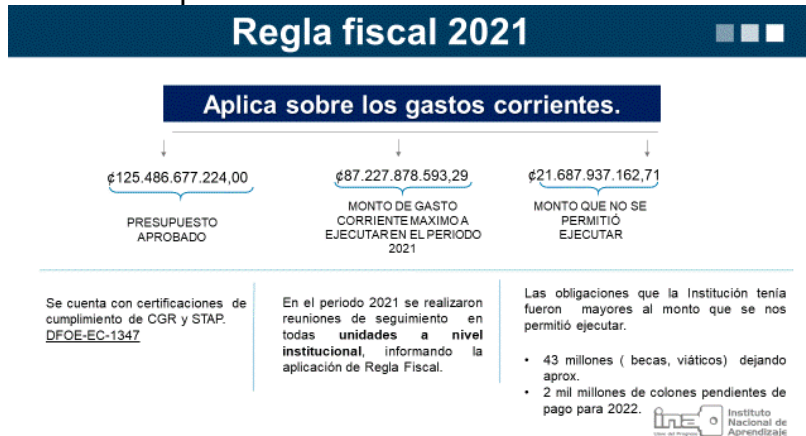 Regla fiscal 2021
Aplica sobre los gastos corrientes.
¢125.486.677.224,00
PRESUPUESTO
APROBADO
¢87.227.878.593,29
MONTO DE GASTO
CORRIENTE MAXIMO A
EJECUTAR EN EL PERIODO
2021
¢21.687.937.162,71
MONTO QUE NO SE
PERMITIÓ
EJECUTAR
Se cuenta con certificaciones de
cumplimiento de CGR y STAP.
DFOE-EC-1347
En el periodo 2021 se realizaron
reuniones de seguimiento en
todas unidades a nivel
institucional, informando la
aplicación de Regla Fiscal.
Las obligaciones que la Institución tenía
fueron mayores al monto que se nos
permitió ejecutar.
• 43 millones ( becas, viáticos) dejando
aprox.
• 2 mil millones de colones pendientes de
pago para 2022.
ina
Instituto
Nacional de
Aprendizaje